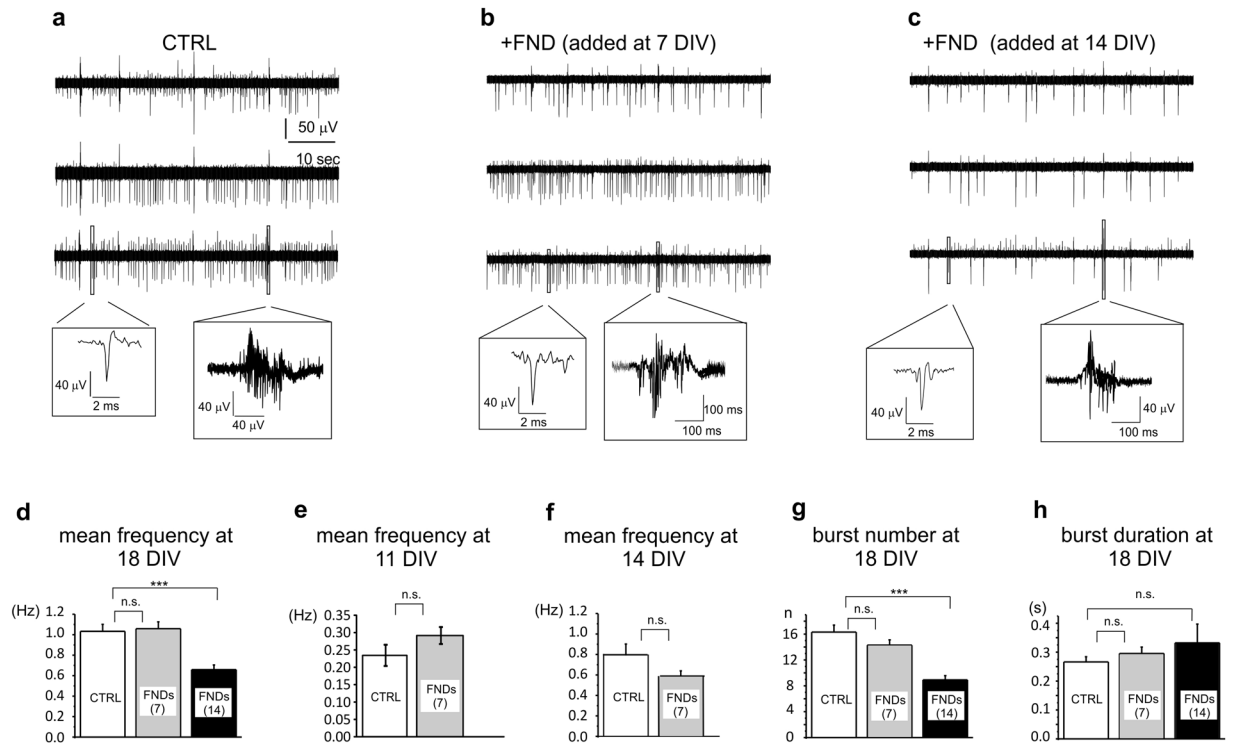 a
CTRL
50 μV
10 sec
40 μV
2 ms
40 μV
40 μV
b
+FND (added at 7 DIV)
40 μV
2 ms
100 ms
100 ms
c
+FND (added at 14 DIV)
40 μV
2 ms
40 μV
100 ms
d
mean frequency at
18 DIV
(Hz)
***
n.s.
1.2
1.0
0.8
0.6
0.4
0.2
0.0
CTRL
FNDs
(7)
FNDs
(14)
e
mean frequency at
11 DIV
(Hz)
n.s.
0.35
0.30
0.25
0.20
0.15
0.10
0.05
0.00
CTRL
FNDs
(7)
f
mean frequency at
14 DIV
(Hz)
n.s.
1.2
1.0
0.8
0.6
0.4
0.2
0.0
CTRL
FNDs
(7)
g
burst number at
18 DIV
n
***
n.s.
16
12
8
4
0
CTRL
FNDs
(7)
FNDs
(14)
h
burst duration at
18 DIV
(s)
n.s.
n.s.
0.4
0.3
0.2
0.1
0.0
CTRL
FNDs
(7)
FNDs
(14)